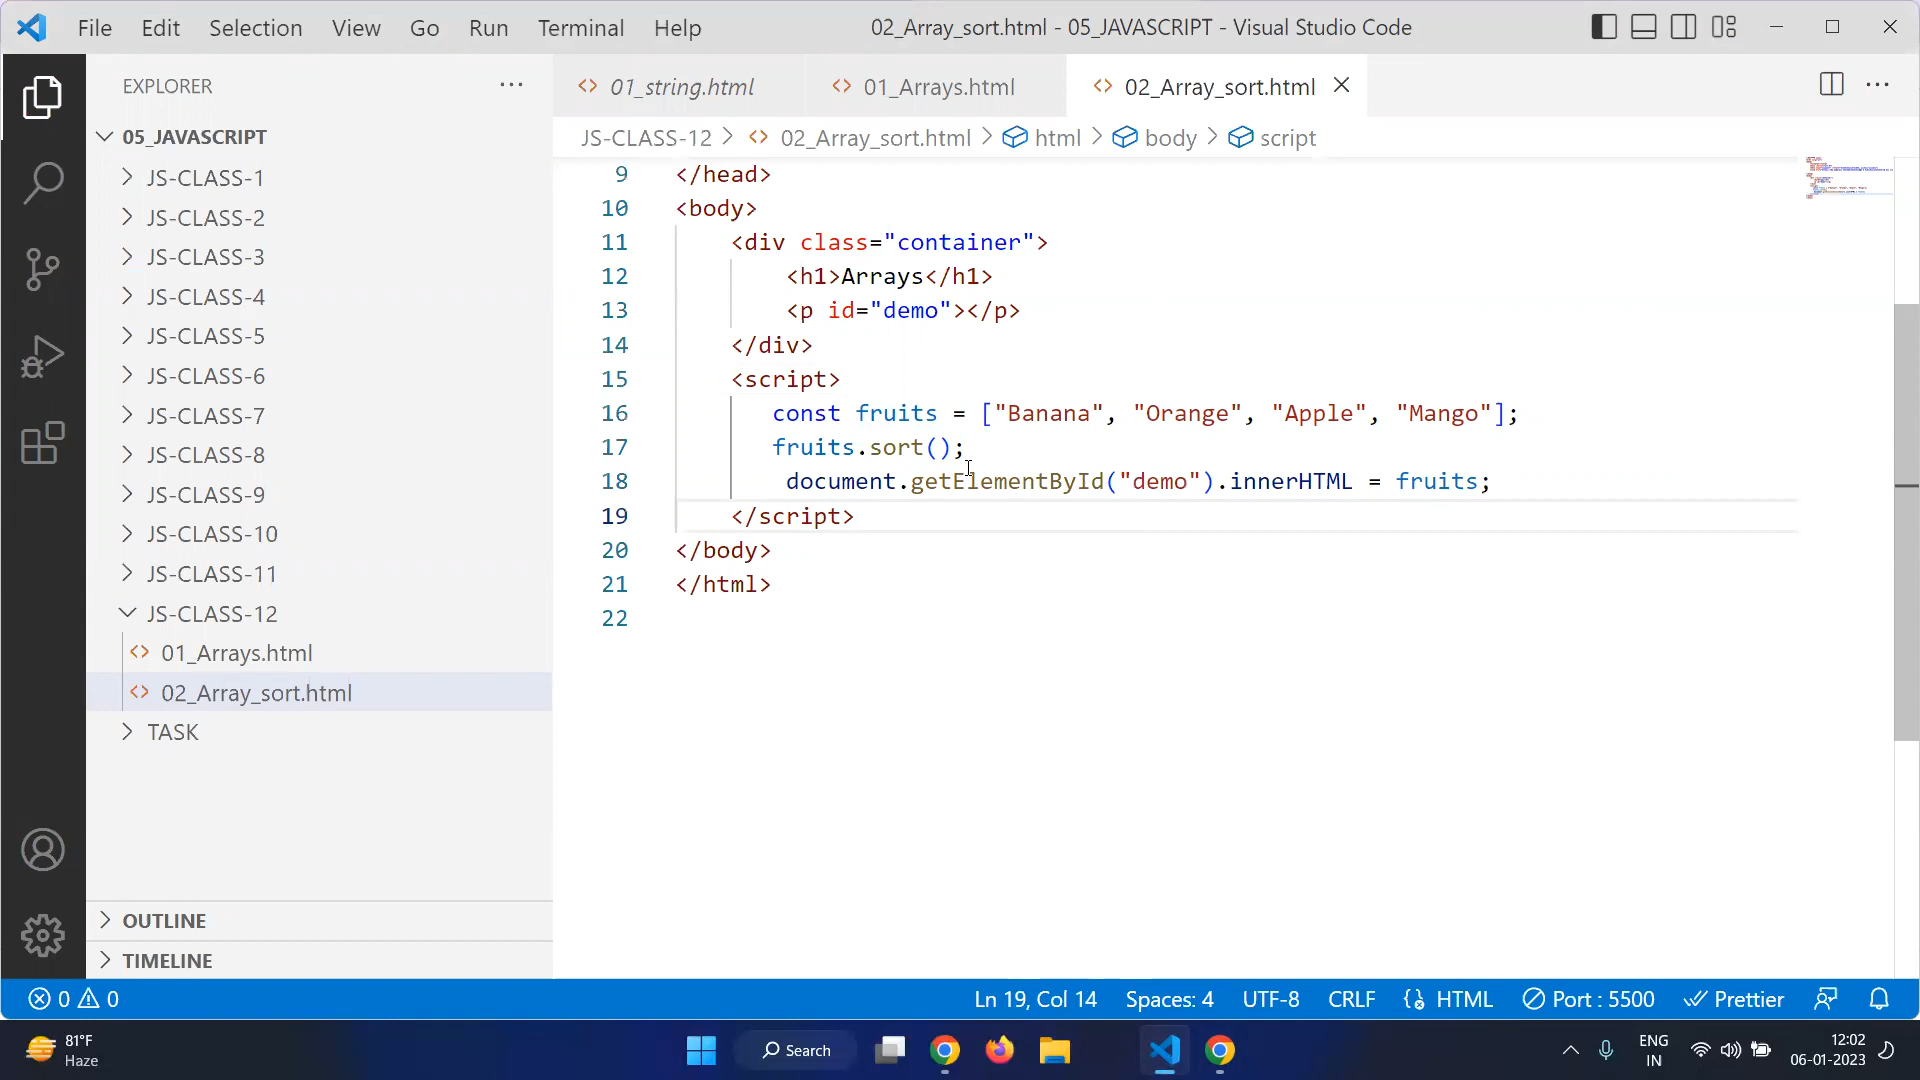 File Edit Selection View Go Run Terminal Help
02_Array_sort.html - 05_JAVASCRIPT - Visual Studio Code
EXPLORER
05_JAVASCRIPT
JS-CLASS-1
JS-CLASS-2
JS-CLASS-3
JS-CLASS-4
JS-CLASS-5
JS-CLASS-6
JS-CLASS-7
JS-CLASS-8
JS-CLASS-9
JS-CLASS-10
JS-CLASS-11
JS-CLASS-12
01_Arrays.html
02_Array_sort.html
TASK
OUTLINE
TIMELINE
01_string.html 01_Arrays.html 02_Array_sort.html
JS-CLASS-12 > 02_Array_sort.html > html > body > script
9 </head>
10 <body>
11 <div class="container">
12 <h1>Arrays</h1>
13 <p id="demo"></p>
14 </div>
15 <script>
16 const fruits = ["Banana", "Orange", "Apple", "Mango"];
17 fruits.sort();
18 document.getElementById("demo").innerHTML = fruits;
19 </script>
20 </body>
21 </html>
22
0 0 Ln 19, Col 14 Spaces: 4 UTF-8 CRLF HTML Port : 5500 Prettier
81°F
Haze
Search
ENG
IN
12:02
06-01-2023